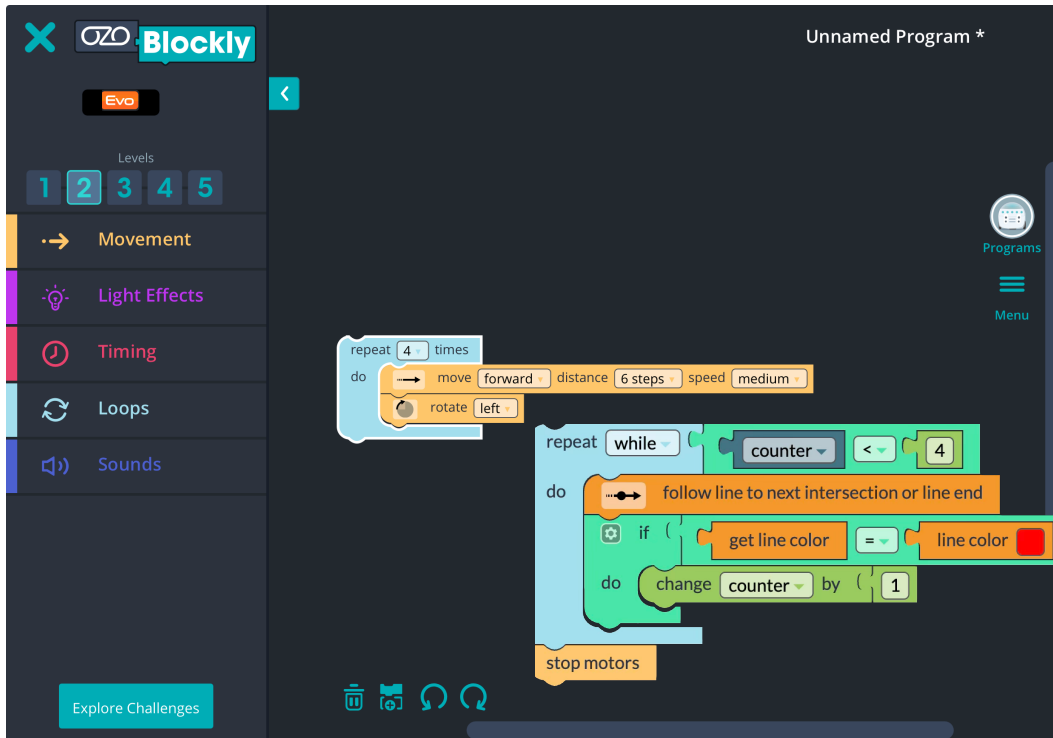 OZO Blockly
Unnamed Program *
Evo
Levels
1 2 3 4 5
Movement
Light Effects
Timing
Loops
Sounds
Explore Challenges
Programs
Menu
repeat 4 times
do move forward distance 6 steps speed medium
rotate left
repeat while counter < 4
do follow line to next intersection or line end
if get line color = line color
do change counter by 1
stop motors